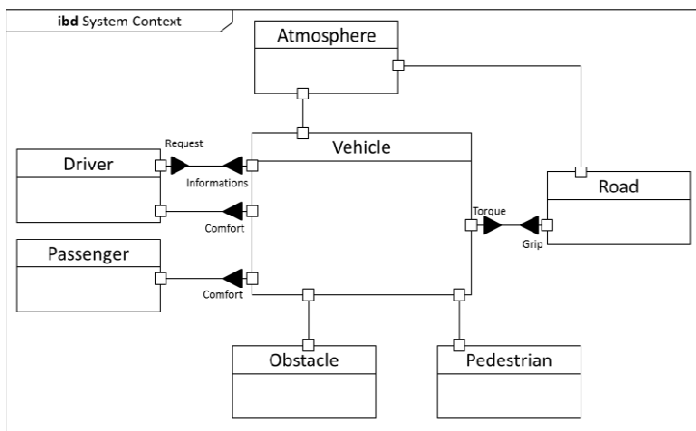 ibd System Context
Atmosphere
Request
Vehicle
Driver
Informations
Road
Torque
Comfort
Grip
Passenger
Comfort
Obstacle
Pedestrian